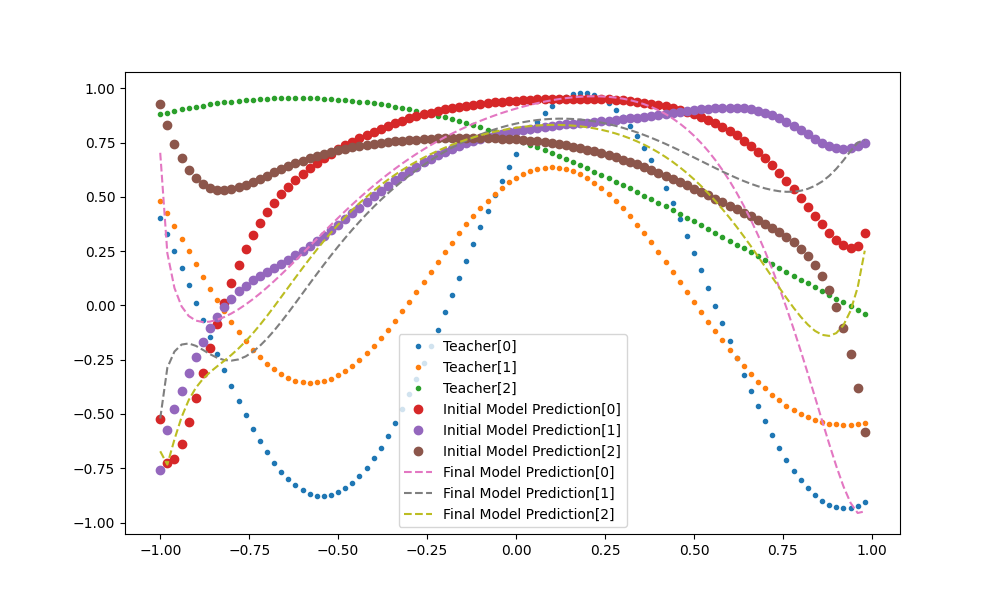 1.00
0.75
0.50
0.25
0.00
−0.25
−0.50
−0.75
−1.00
Teacher[0]
Teacher[1]
Teacher[2]
Initial Model Prediction[0]
Initial Model Prediction[1]
Initial Model Prediction[2]
Final Model Prediction[0]
Final Model Prediction[1]
Final Model Prediction[2]
−1.00 −0.75 −0.50 −0.25 0.00 0.25 0.50 0.75 1.00